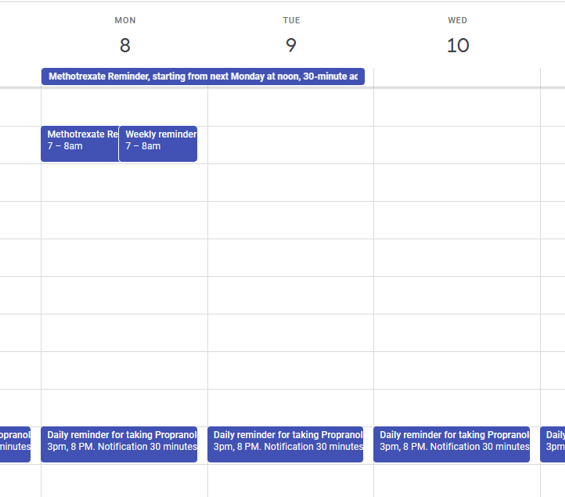 MON
TUE
WED
8
9
10
Methotrexate Reminder, starting from next Monday at noon, 30-minute
Methotrexate Re
7 – 8am
Weekly reminder
7 – 8am
minutes
Daily reminder for taking Propranol
3pm, 8 PM. Notification 30 minutes
Daily reminder for taking Propranol
3pm, 8 PM. Notification 30 minutes
Daily reminder for taking Propranol
3pm, 8 PM. Notification 30 minutes
Daily
3pm